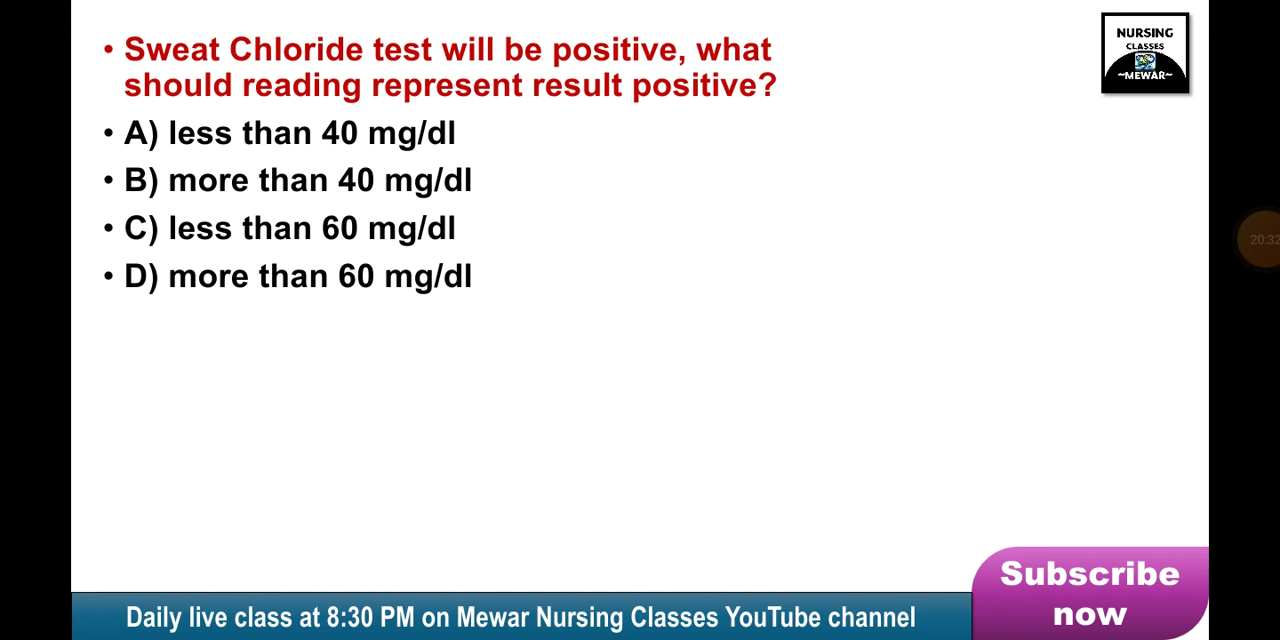 • Sweat Chloride test will be positive, what
should reading represent result positive?
• A) less than 40 mg/dl
• B) more than 40 mg/dl
• C) less than 60 mg/dl
• D) more than 60 mg/dl
NURSING
CLASSES
~MEWAR~
20:32
Subscribe
now
Daily live class at 8:30 PM on Mewar Nursing Classes YouTube channel